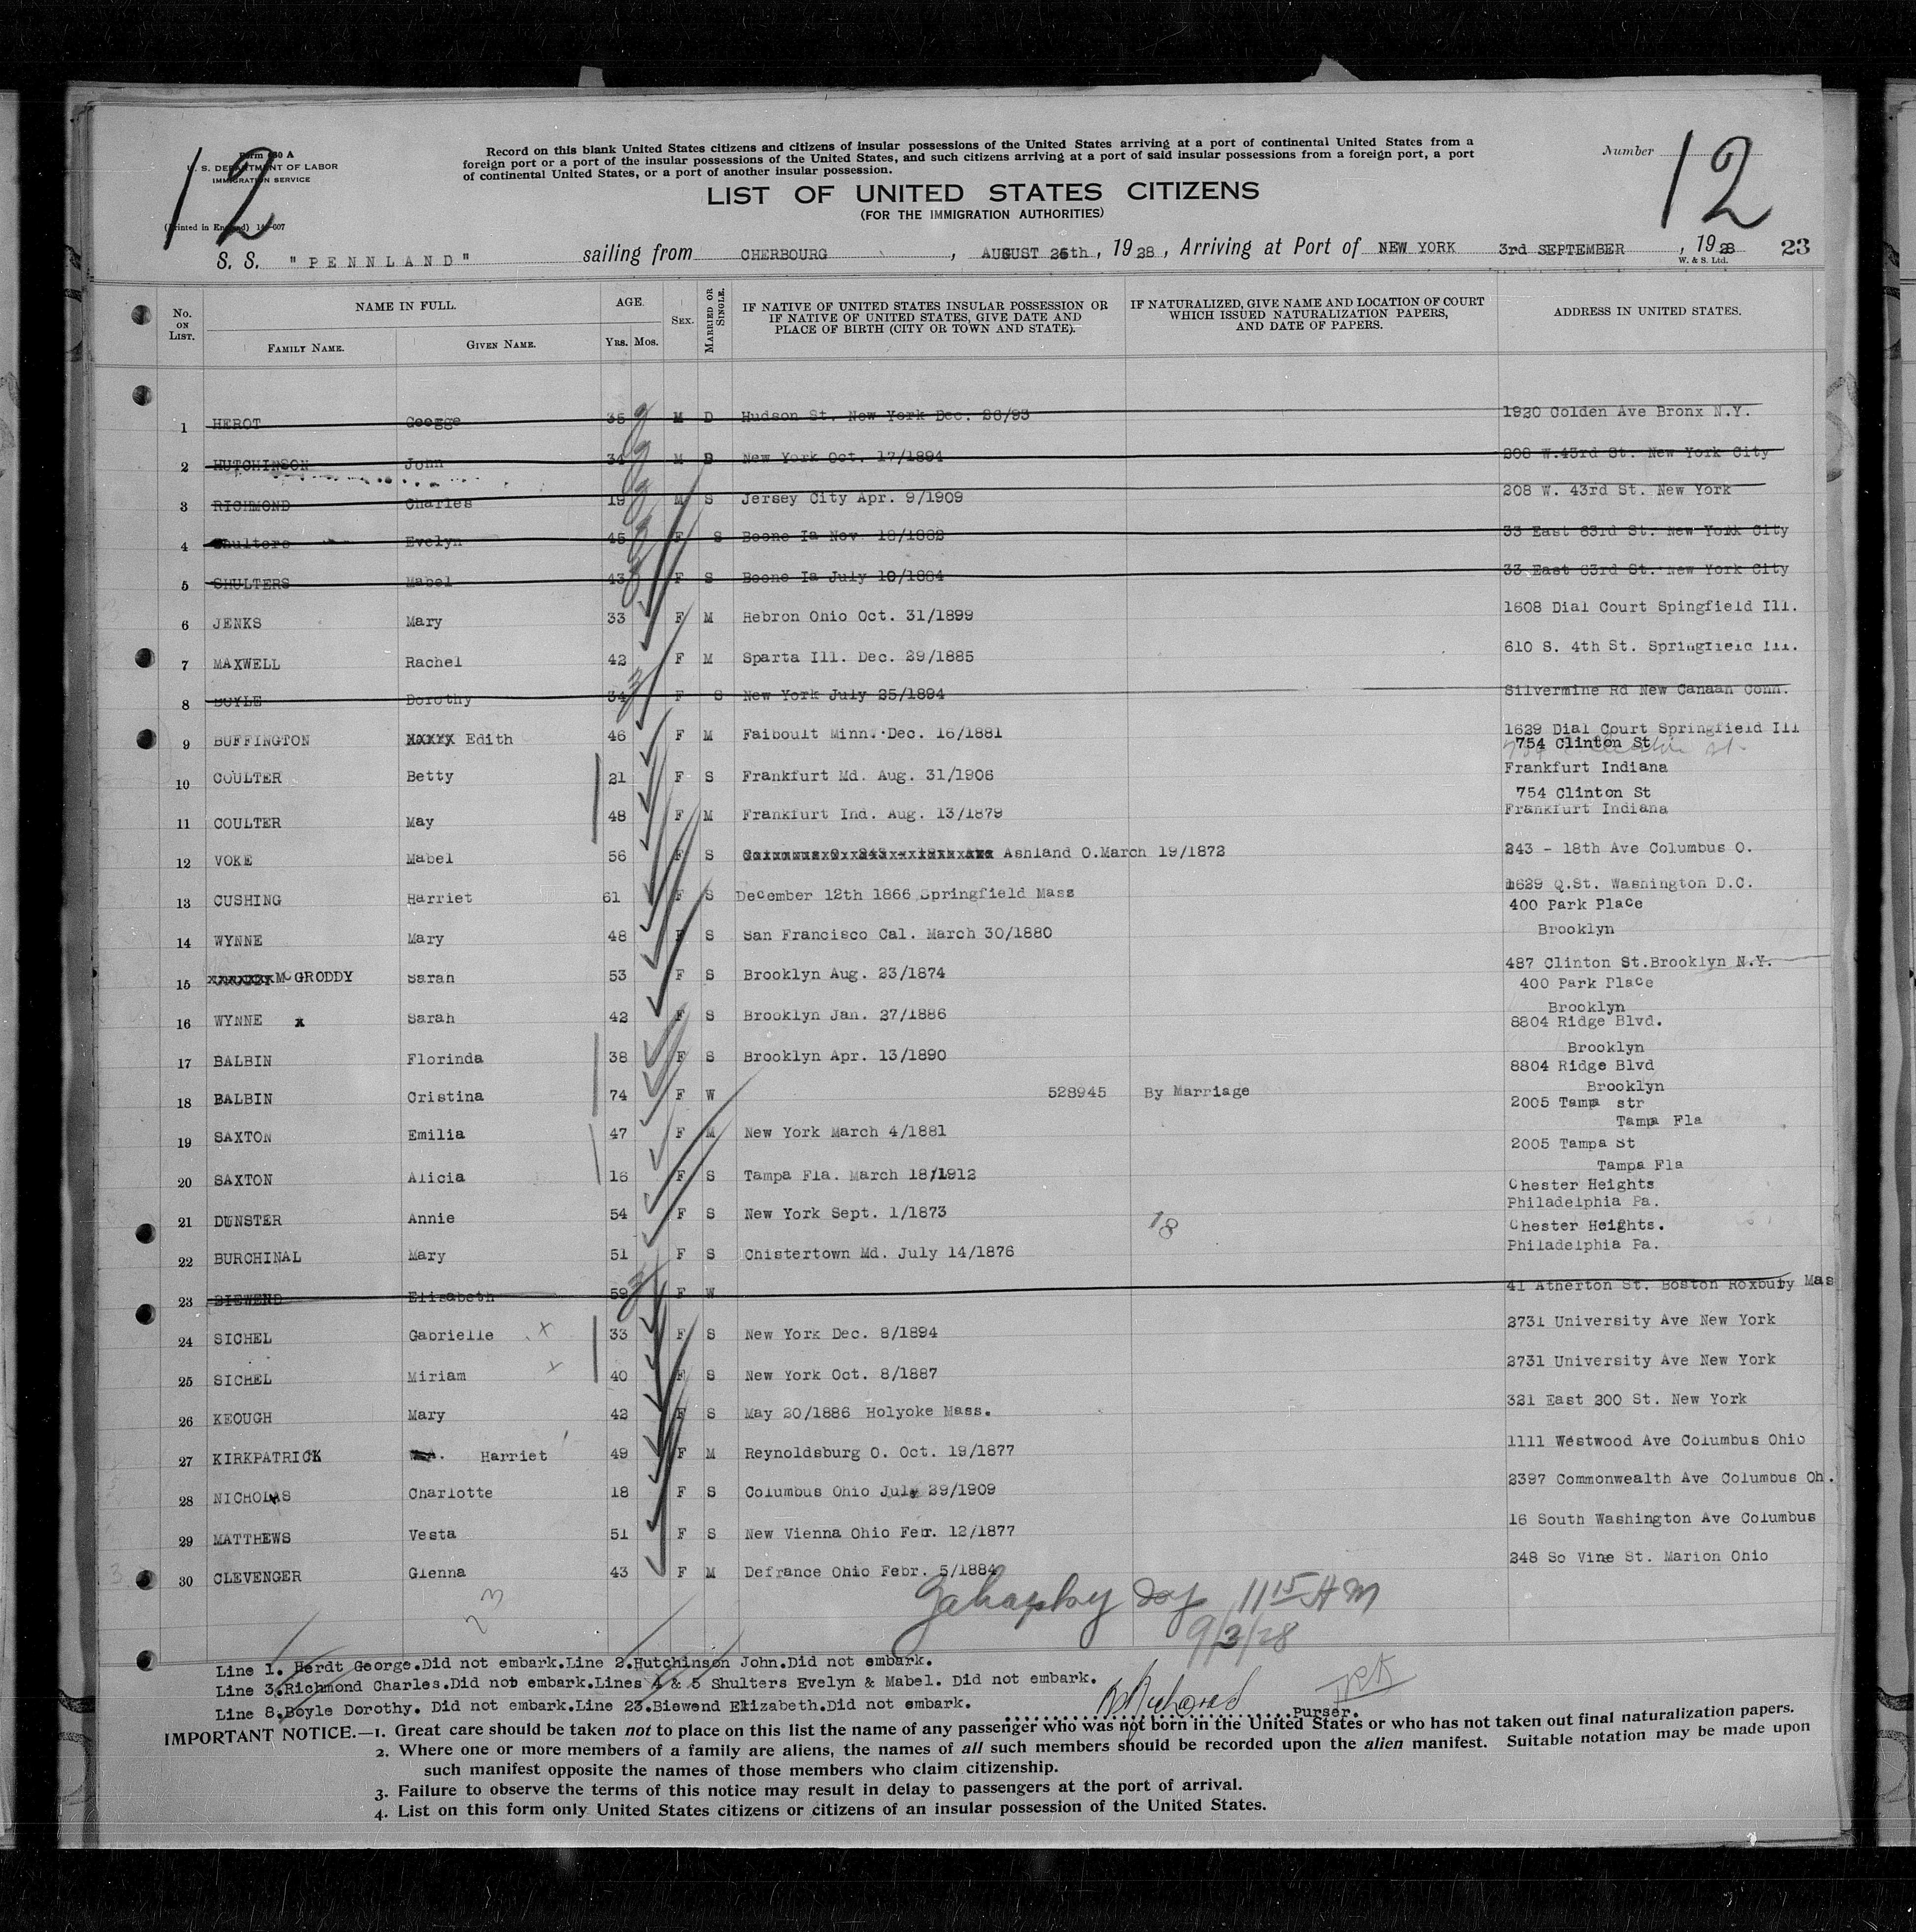 12
Form 630 A
U. S. DEPARTMENT OF LABOR
IMMIGRATION SERVICE
(Printed in England) 14-607
Record on this blank United States citizens and citizens of insular possessions of the United States arriving at a port of continental United States from a
foreign port or a port of the insular possessions of the United States, and such citizens arriving at a port of said insular possessions from a foreign port, a port
of continental United States, or a port of another insular possession.
LIST OF UNITED STATES CITIZENS
(FOR THE IMMIGRATION AUTHORITIES)
Number 12
S. S. "PENNLAND" sailing from CHERBOURG, AUGUST 25th, 1928, Arriving at Port of NEW YORK 3rd SEPTEMBER, 1928 23
W. & S. Ltd.
No. ON LIST. NAME IN FULL. FAMILY NAME. GIVEN NAME. AGE. YRS. MOS. SEX. MARRIED OR SINGLE. IF NATIVE OF UNITED STATES INSULAR POSSESSION OR IF NATIVE OF UNITED STATES, GIVE DATE AND PLACE OF BIRTH (CITY OR TOWN AND STATE). IF NATURALIZED, GIVE NAME AND LOCATION OF COURT WHICH ISSUED NATURALIZATION PAPERS, AND DATE OF PAPERS. ADDRESS IN UNITED STATES.
1 HEROT George 35 M D Hudson St. New York Dec. 26/93 1920 Colden Ave Bronx N.Y.
2 HUTCHINSON John 34 M New York Oct. 17/1894 208 W.43rd St. New York City
3 RICHMOND Charles 19 M S Jersey City Apr. 9/1909 208 W. 43rd St. New York
4 Shulters Evelyn 45 F S Boone Ia Nov 18/1882 33 East 63rd St. New York City
5 SHULTERS Mabel 43 F S Boone Ia July 10/1884 33 East 63rd St. New York City
6 JENKS Mary 33 F M Hebron Ohio Oct. 31/1899 1608 Dial Court Spingfield Ill.
7 MAXWELL Rachel 42 F M Sparta Ill. Dec. 29/1885 610 S. 4th St. Springfield Ill.
8 BOYLE Dorothy 34 F S New York July 25/1894 Silvermine Rd New Canaan Conn.
9 BUFFINGTON Edith 46 F M Faiboult Minn. Dec. 16/1881 1629 Dial Court Springfield Ill
754 Clinton St
10 COULTER Betty 21 F S Frankfurt Md. Aug. 31/1906 Frankfurt Indiana
754 Clinton St
11 COULTER May 48 F M Frankfurt Ind. Aug. 13/1879 Frankfurt Indiana
12 VOKE Mabel 56 F S Ashland O.March 19/1872 243 - 18th Ave Columbus O.
13 CUSHING Harriet 61 F S December 12th 1866 Springfield Mass 1629 Q.St. Washington D.C.
400 Park Place
14 WYNNE Mary 48 F S San Francisco Cal. March 30/1880 Brooklyn
15 McGRODDY Sarah 53 F S Brooklyn Aug. 23/1874 487 Clinton St.Brooklyn N.Y.
400 Park Place
16 WYNNE x Sarah 42 F S Brooklyn Jan. 27/1886 Brooklyn
8804 Ridge Blvd.
17 BALBIN Florinda 38 F S Brooklyn Apr. 13/1890 Brooklyn
8804 Ridge Blvd
18 BALBIN Cristina 74 F W 528945 By Marriage Brooklyn
2005 Tampa str
19 SAXTON Emilia 47 F M New York March 4/1881 Tampa Fla
2005 Tampa St
20 SAXTON Alicia 16 F S Tampa Fla. March 18/1912 Tampa Fla
Chester Heights
Philadelphia Pa.
21 DUNSTER Annie 54 F S New York Sept. 1/1873 18 Chester Heights.
22 BURCHINAL Mary 51 F S Chistertown Md. July 14/1876 Philadelphia Pa.
23 BIEWEND Elisabeth 59 F W 41 Atherton St. Boston Roxbury Mas
24 SICHEL Gabrielle x 33 F S New York Dec. 8/1894 2731 University Ave New York
25 SICHEL Miriam x 40 F S New York Oct. 8/1887 2731 University Ave New York
26 KEOUGH Mary 42 F S May 20/1886 Holyoke Mass. 321 East 200 St. New York
27 KIRKPATRICK Harriet 49 F M Reynoldsburg O. Oct. 19/1877 1111 Westwood Ave Columbus Ohio
28 NICHOLAS Charlotte 18 F S Columbus Ohio July 29/1909 2397 Commonwealth Ave Columbus Oh.
29 MATTHEWS Vesta 51 F S New Vienna Ohio Febr. 12/1877 16 South Washington Ave Columbus
30 CLEVENGER Glenna 43 F M Defrance Ohio Febr. 5/1884 248 So Vine St. Marion Ohio
23
11 15 AM
9/3/28
Line 1. Herdt George.Did not embark.Line 2.Hutchinson John.Did not embark.
Line 3.Richmond Charles.Did not embark.Lines 4 & 5 Shulters Evelyn & Mabel. Did not embark.
Line 8.Boyle Dorothy. Did not embark.Line 23.Biewend Elizabeth.Did not embark.
Purser.
IMPORTANT NOTICE.—1. Great care should be taken not to place on this list the name of any passenger who was not born in the United States or who has not taken out final naturalization papers.
2. Where one or more members of a family are aliens, the names of all such members should be recorded upon the alien manifest. Suitable notation may be made upon
such manifest opposite the names of those members who claim citizenship.
3. Failure to observe the terms of this notice may result in delay to passengers at the port of arrival.
4. List on this form only United States citizens or citizens of an insular possession of the United States.